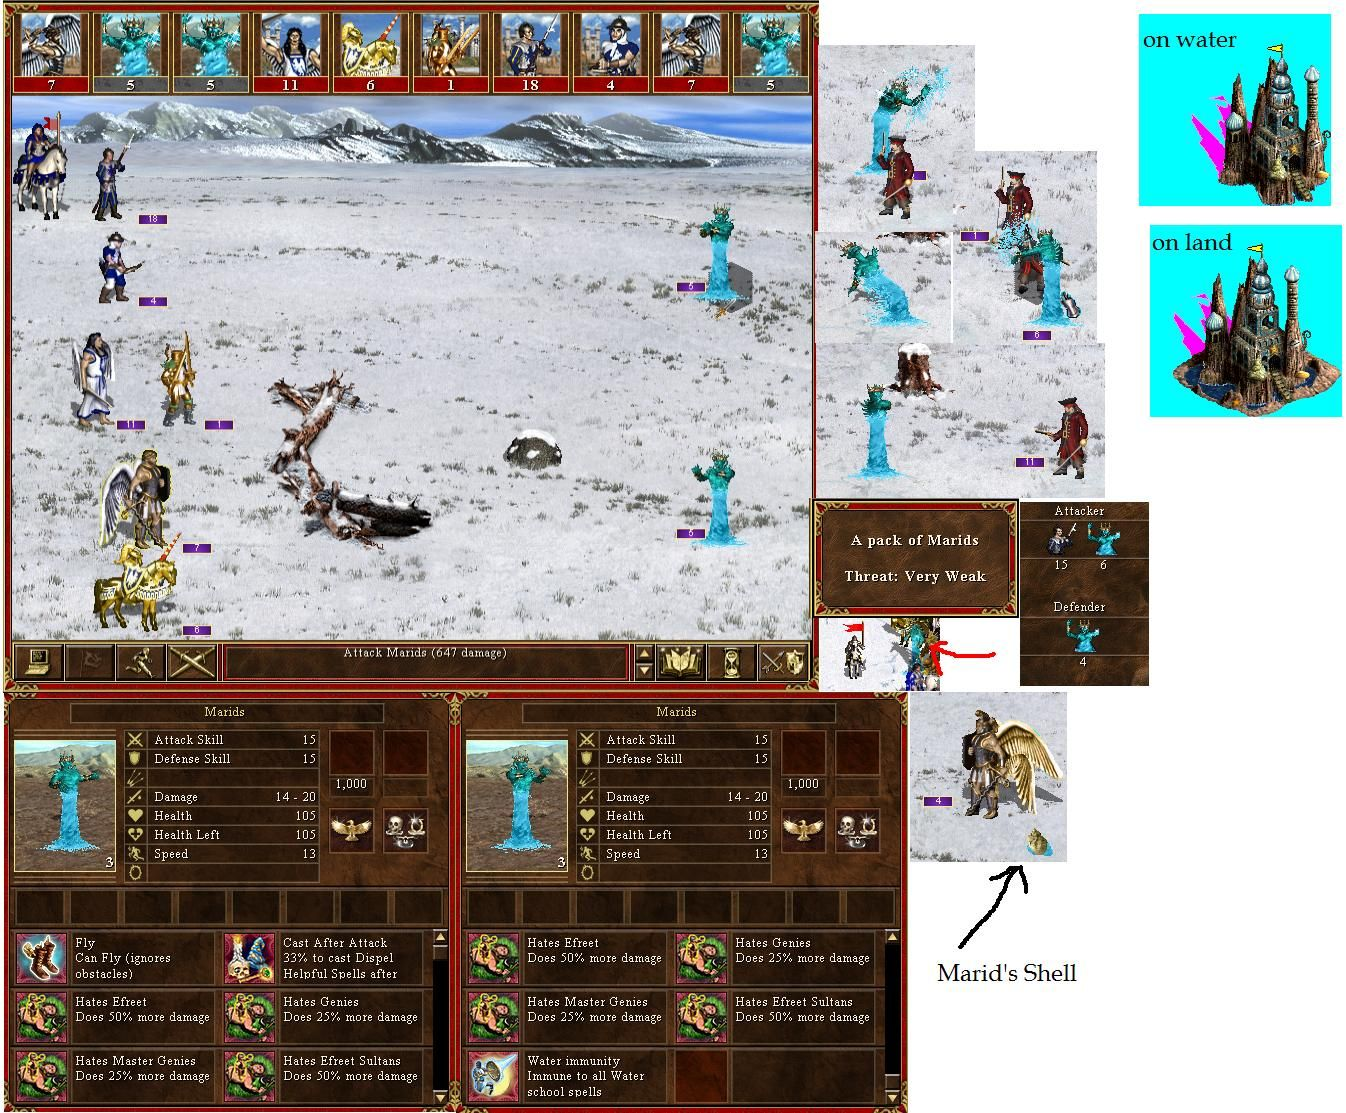 7
5
5
11
6
1
18
4
7
5
18
4
11
1
7
6
5
5
Attack Marids (647 damage)
1
6
11
A pack of Marids
Threat: Very Weak
Attacker
15
6
Defender
4
on water
on land
4
Marid's Shell
Marids
Attack Skill 15
Defense Skill 15
Damage 14 - 20
Health 105
Health Left 105
Speed 13
1,000
3
Fly
Can Fly (ignores
obstacles)
Cast After Attack
33% to cast Dispel
Helpful Spells after
Hates Efreet
Does 50% more damage
Hates Genies
Does 25% more damage
Hates Master Genies
Does 25% more damage
Hates Efreet Sultans
Does 50% more damage
Marids
Attack Skill 15
Defense Skill 15
Damage 14 - 20
Health 105
Health Left 105
Speed 13
1,000
3
Hates Efreet
Does 50% more damage
Hates Genies
Does 25% more damage
Hates Master Genies
Does 25% more damage
Hates Efreet Sultans
Does 50% more damage
Water immunity
Immune to all Water
school spells